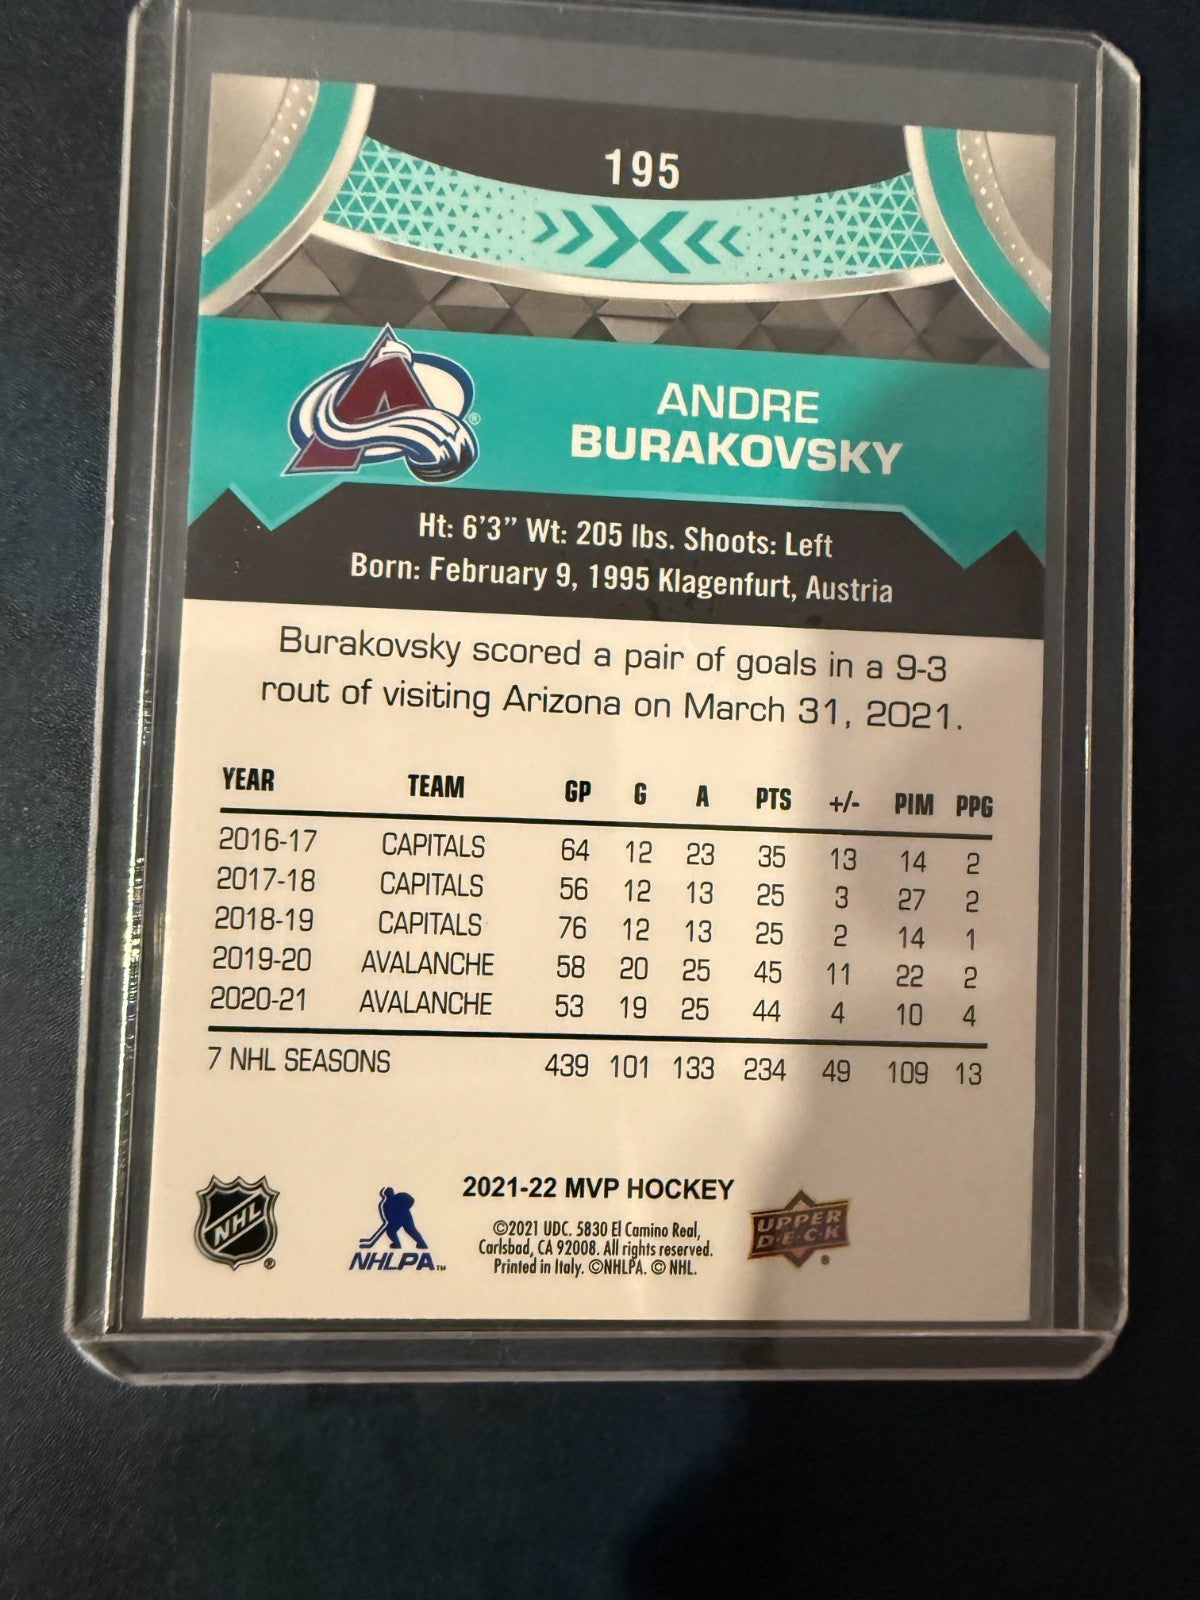 195
ANDRE
BURAKOVSKY
®
Ht: 6'3" Wt: 205 lbs. Shoots: Left
Born: February 9, 1995 Klagenfurt, Austria
Burakovsky scored a pair of goals in a 9-3
rout of visiting Arizona on March 31, 2021.
YEAR TEAM GP G A PTS +/- PIM PPG
2016-17 CAPITALS 64 12 23 35 13 14 2
2017-18 CAPITALS 56 12 13 25 3 27 2
2018-19 CAPITALS 76 12 13 25 2 14 1
2019-20 AVALANCHE 58 20 25 45 11 22 2
2020-21 AVALANCHE 53 19 25 44 4 10 4
7 NHL SEASONS 439 101 133 234 49 109 13
NHL ®
NHLPA™
2021-22 MVP HOCKEY
©2021 UDC. 5830 El Camino Real,
Carlsbad, CA 92008. All rights reserved.
Printed in Italy. ©NHLPA. © NHL.
UPPER
D·E·C·K
®